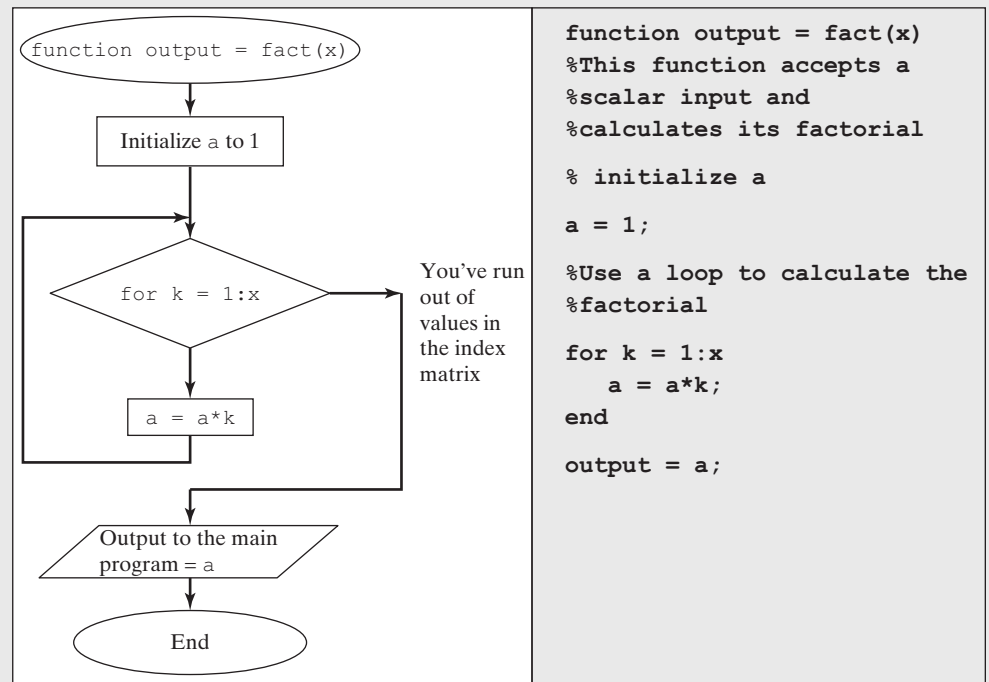 function output = fact(x)
Initialize a to 1
for k = 1:x
You've run
out of
values in
the index
matrix
a = a*k
Output to the main
program = a
End
function output = fact(x)
%This function accepts a
%scalar input and
%calculates its factorial
% initialize a
a = 1;
%Use a loop to calculate the
%factorial
for k = 1:x
a = a*k;
end
output = a;